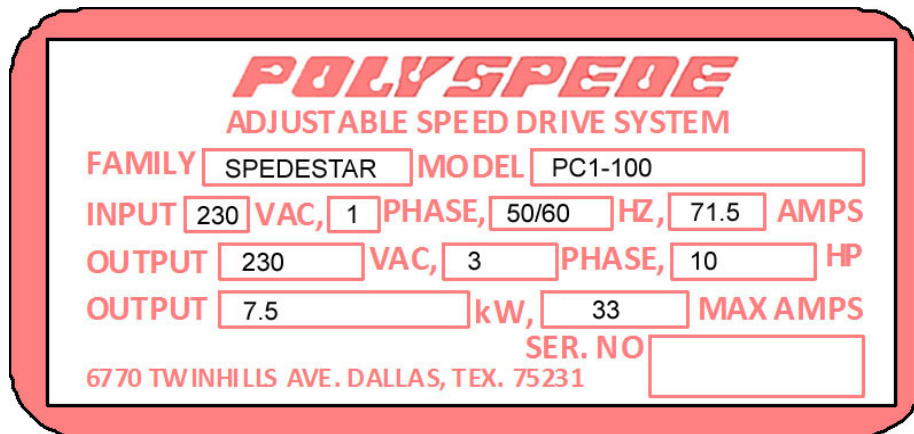 POLYSPEDE
ADJUSTABLE SPEED DRIVE SYSTEM
FAMILY SPEDESTAR MODEL PC1-100
INPUT 230 VAC, 1 PHASE, 50/60 HZ, 71.5 AMPS
OUTPUT 230 VAC, 3 PHASE, 10 HP
OUTPUT 7.5 kW, 33 MAX AMPS
SER. NO
6770 TWINHILLS AVE. DALLAS, TEX. 75231